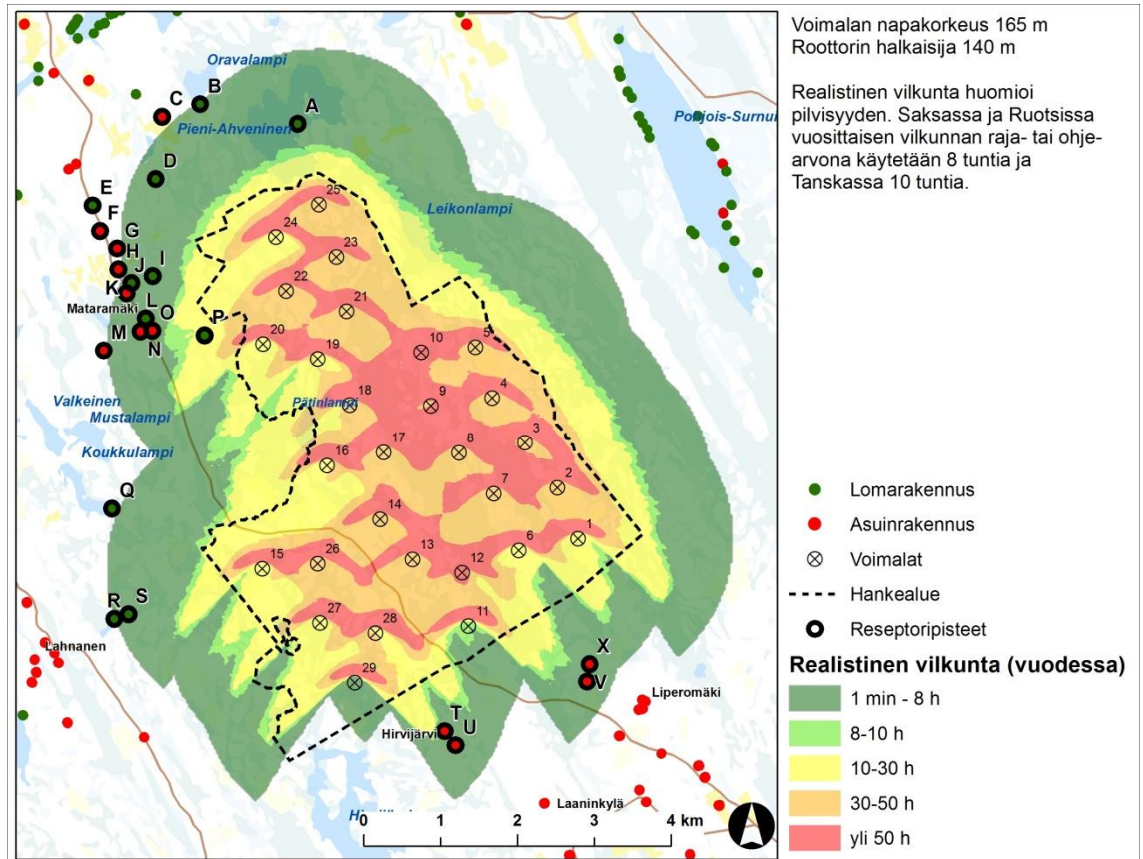 Voimalan napakorkeus 165 m
Roottorin halkaisija 140 m
Realistinen vilkunta huomioi
pilvisyyden. Saksassa ja Ruotsissa
vuosittaisen vilkunnan raja- tai ohje-
arvona käytetään 8 tuntia ja
Tanskassa 10 tuntia.
Oravalampi
B
C
A
Pieni-Ahveninen
Pohjois-Surnui
D
E
F
25
Leikonlampi
G
24
H
23
J
I
22
K
21
Mataramäki
L
O
P
M
N
20
19
10
5
4
Valkeinen
Pätinlampi
18
9
Mustalampi
3
Koukkulampi
17
8
16
2
7
Q
14
1
6
13
15
26
12
R
S
27
28
11
Lahnanen
29
X
V
Liperomäki
T
U
Hirvijärvi
Laaninkylä
0
1
2
3
4 km
Lomarakennus
Asuinrakennus
Voimalat
Hankealue
Reseptoripisteet
Realistinen vilkunta (vuodessa)
1 min - 8 h
8-10 h
10-30 h
30-50 h
yli 50 h